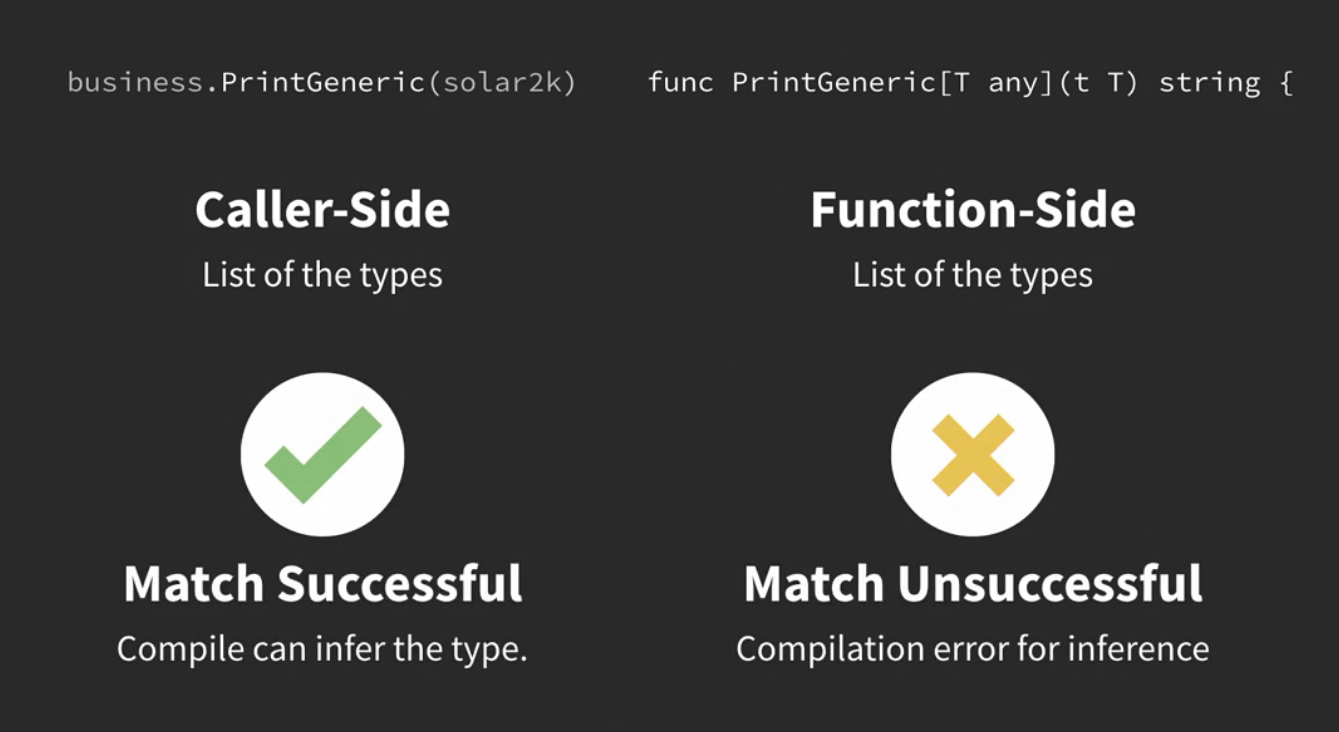 business.PrintGeneric(solar2k)
func PrintGeneric[T any](t T) string {
Caller-Side
List of the types
Function-Side
List of the types
Match Successful
Compile can infer the type.
Match Unsuccessful
Compilation error for inference